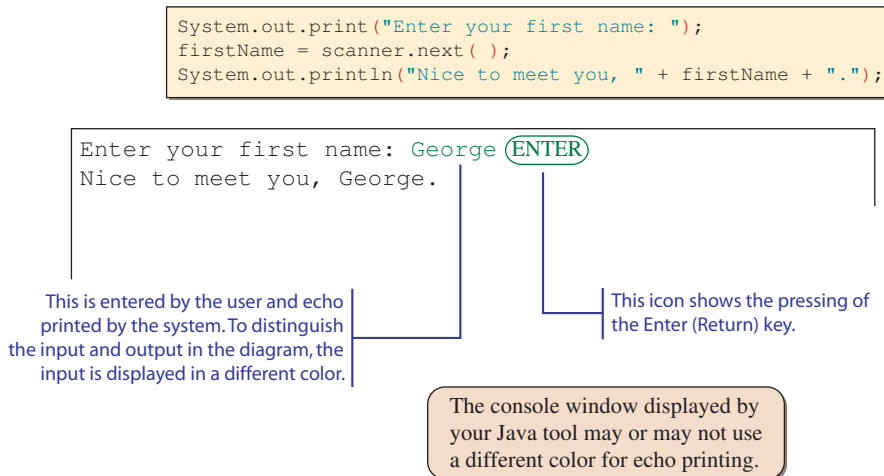 System.out.print("Enter your first name: ");
firstName = scanner.next( );
System.out.println("Nice to meet you, " + firstName + ".");
Enter your first name: George ENTER
Nice to meet you, George.
This is entered by the user and echo
printed by the system. To distinguish
the input and output in the diagram, the
input is displayed in a different color.
This icon shows the pressing of
the Enter (Return) key.
The console window displayed by
your Java tool may or may not use
a different color for echo printing.